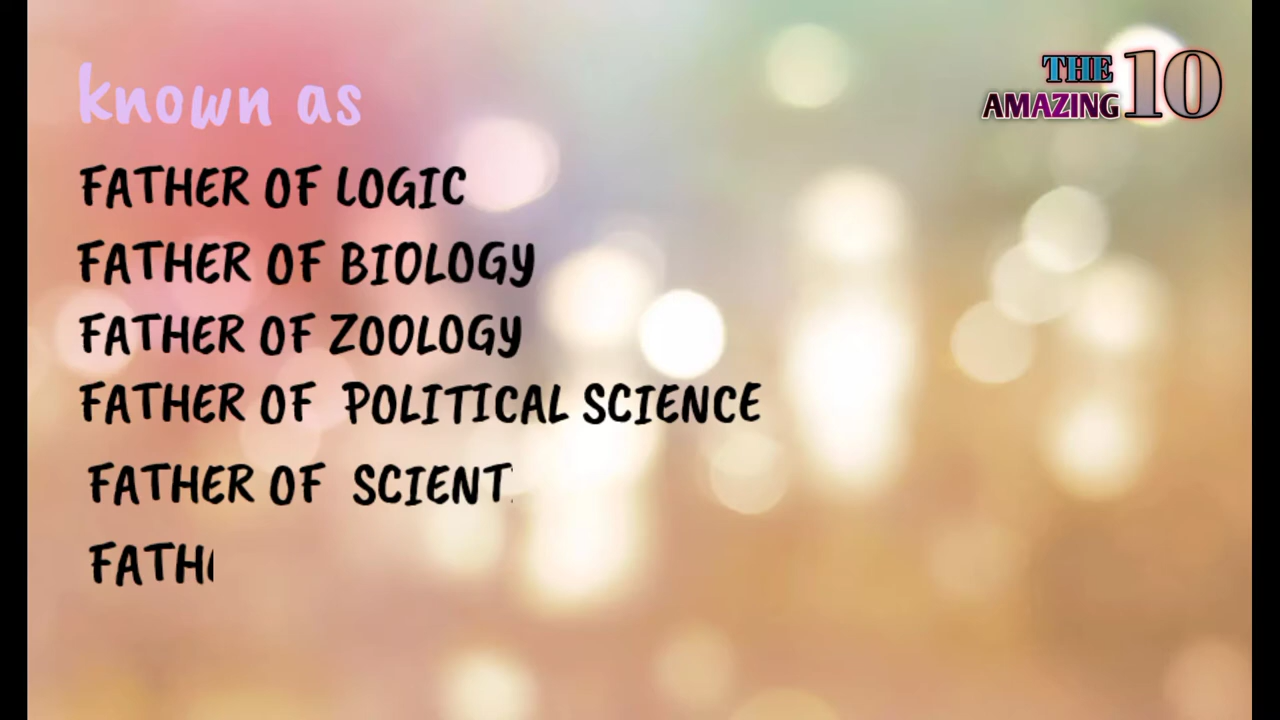 known as
THE
AMAZING 10
FATHER OF LOGIC
FATHER OF BIOLOGY
FATHER OF ZOOLOGY
FATHER OF POLITICAL SCIENCE
FATHER OF SCIENT
FATH